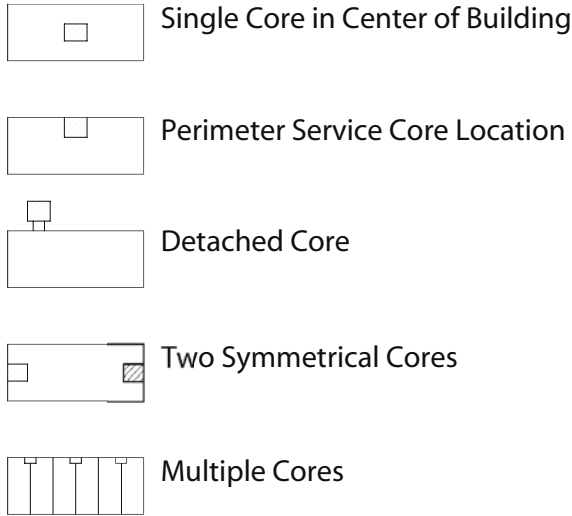 Single Core in Center of Building
Perimeter Service Core Location
Detached Core
Two Symmetrical Cores
Multiple Cores